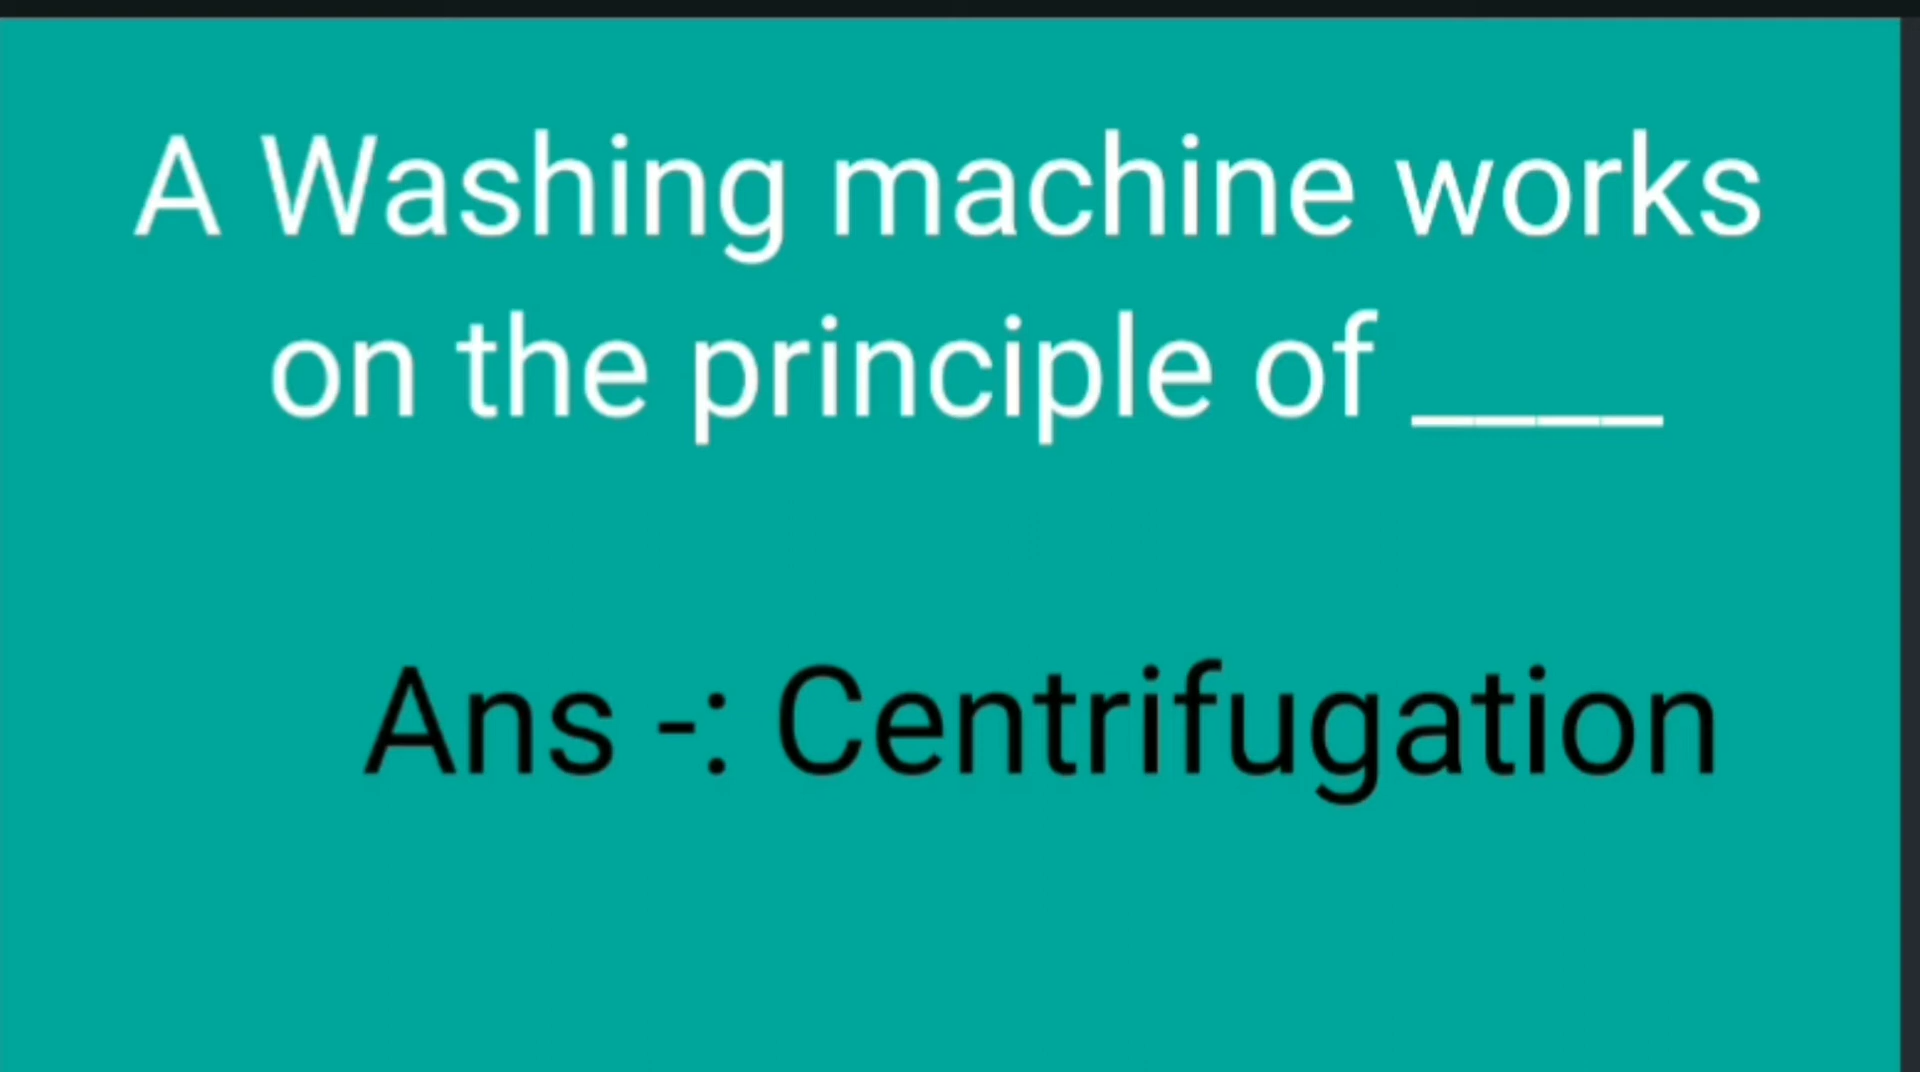 A Washing machine works
on the principle of ____
Ans -: Centrifugation